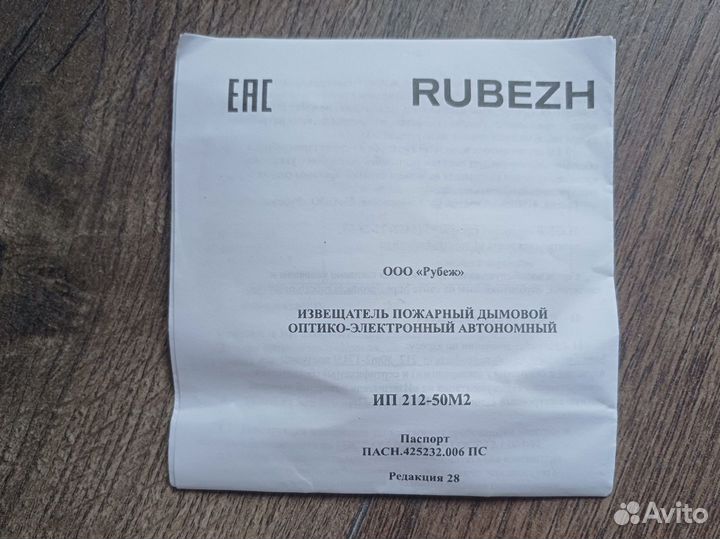 EAC RUBEZH
ООО «Рубеж»
ИЗВЕЩАТЕЛЬ ПОЖАРНЫЙ ДЫМОВОЙ
ОПТИКО-ЭЛЕКТРОННЫЙ АВТОНОМНЫЙ
ИП 212-50М2
Паспорт
ПАСН.425232.006 ПС
Редакция 28
Avito